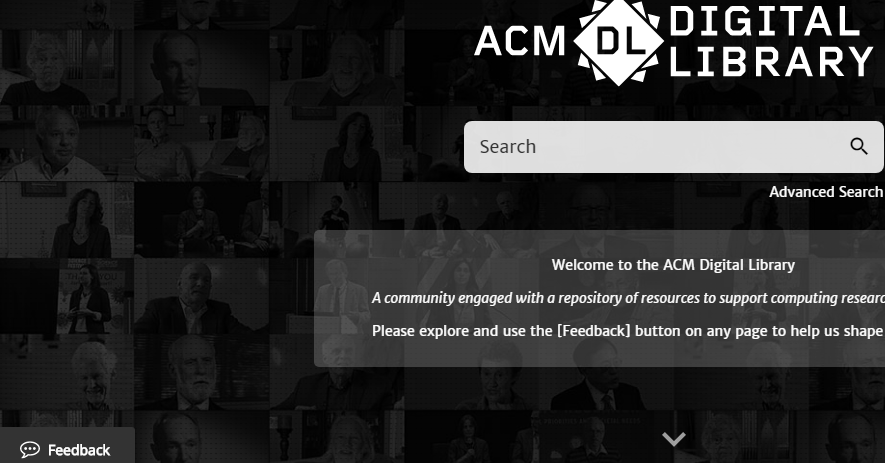 ACM DL DIGITAL
LIBRARY
Search
Advanced Search
Welcome to the ACM Digital Library
A community engaged with a repository of resources to support computing
Please explore and use the [Feedback] button on any page to help us shape
Feedback